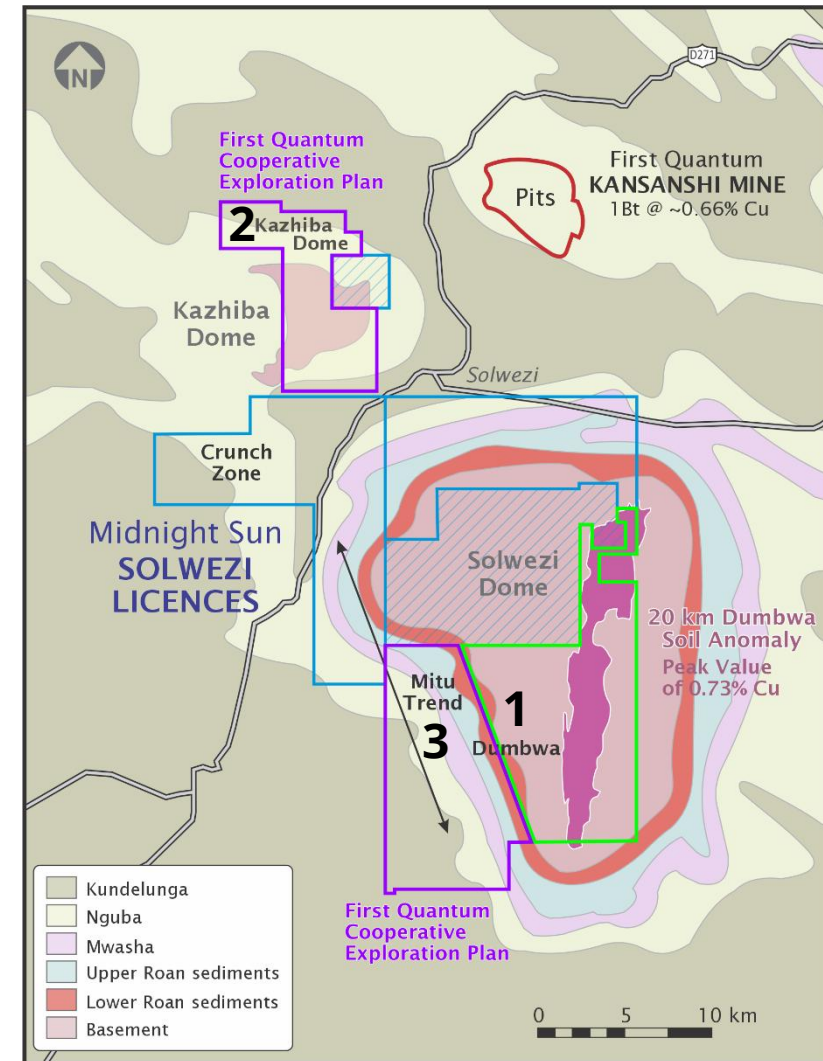 N
D271
First Quantum
Cooperative
Exploration Plan
First Quantum
KANSANSHI MINE
1Bt @ ~0.66% Cu
Pits
2
Kazhiba
Dome
Kazhiba
Dome
Solwezi
Crunch
Zone
Midnight Sun
SOLWEZI
LICENCES
Solwezi
Dome
20 km Dumbwa
Soil Anomaly
Peak Value
of 0.73% Cu
Mitu
Trend
3
1
Dumbwa
Kundelunga
Nguba
Mwasha
Upper Roan sediments
Lower Roan sediments
Basement
First Quantum
Cooperative
Exploration Plan
0 5 10 km